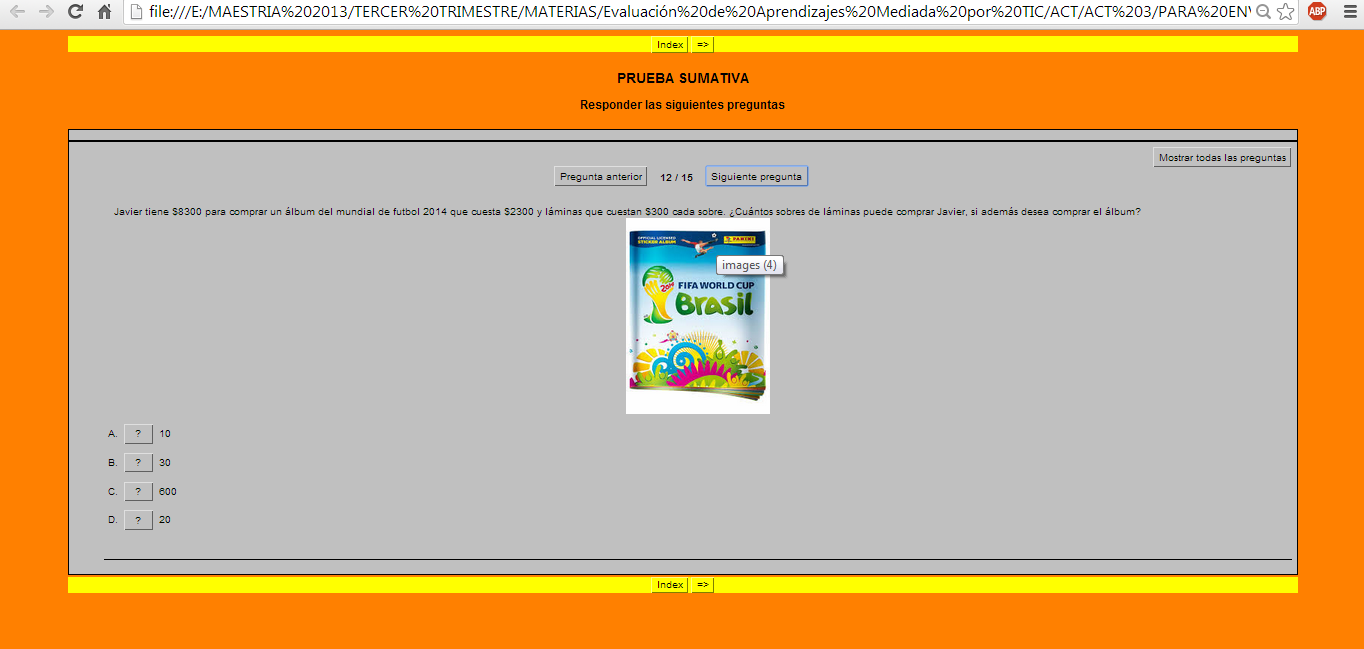 file:///E:/MAESTRIA%202013/TERCER%20TRIMESTRE/MATERIAS/Evaluación%20de%20Aprendizajes%20Mediada%20por%20TIC/ACT/ACT%203/PARA%20EN
ABP
Index =>
PRUEBA SUMATIVA
Responder las siguientes preguntas
Mostrar todas las preguntas
Pregunta anterior 12 / 15 Siguiente pregunta
Javier tiene $8300 para comprar un álbum del mundial de futbol 2014 que cuesta $2300 y láminas que cuestan $300 cada sobre. ¿Cuántos sobres de láminas puede comprar Javier, si además desea comprar el álbum?
OFFICIAL LICENSED
STICKER ALBUM
PANINI
images (4)
2014
FIFA WORLD CUP
Brasil
A. ? 10
B. ? 30
C. ? 600
D. ? 20
Index =>